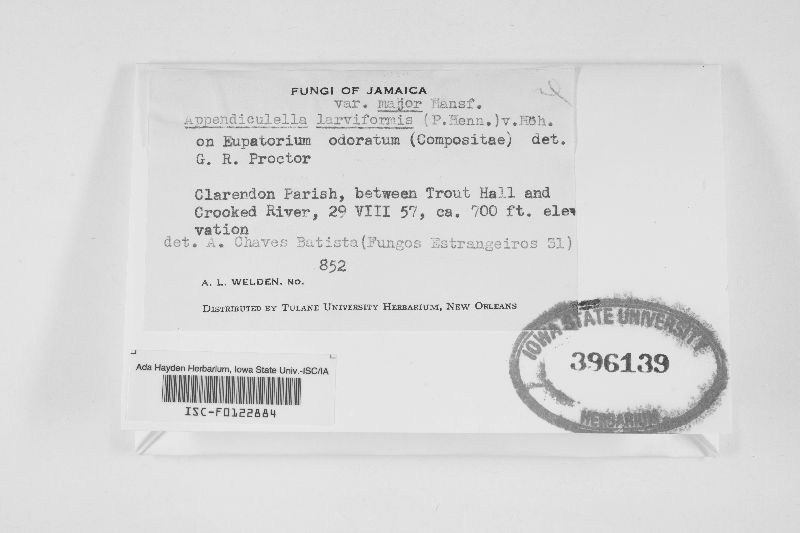 FUNGI OF JAMAICA
var. major Hansf.
Appendiculella larviformis (P.Henn.)v.Höh.
on Eupatorium odoratum (Compositae) det.
G. R. Proctor
Clarendon Parish, between Trout Hall and
Crooked River, 29 VIII 57, ca. 700 ft. ele
vation
det. A. Chaves Batista(Fungos Estrangeiros 31)
852
A. L. WELDEN, NO.
DISTRIBUTED BY TULANE UNIVERSITY HERBARIUM, NEW ORLEANS
IOWA STATE UNIVERSITY
396139
HERBARIUM
Ada Hayden Herbarium, Iowa State Univ.-ISC/IA
ISC-F0122884